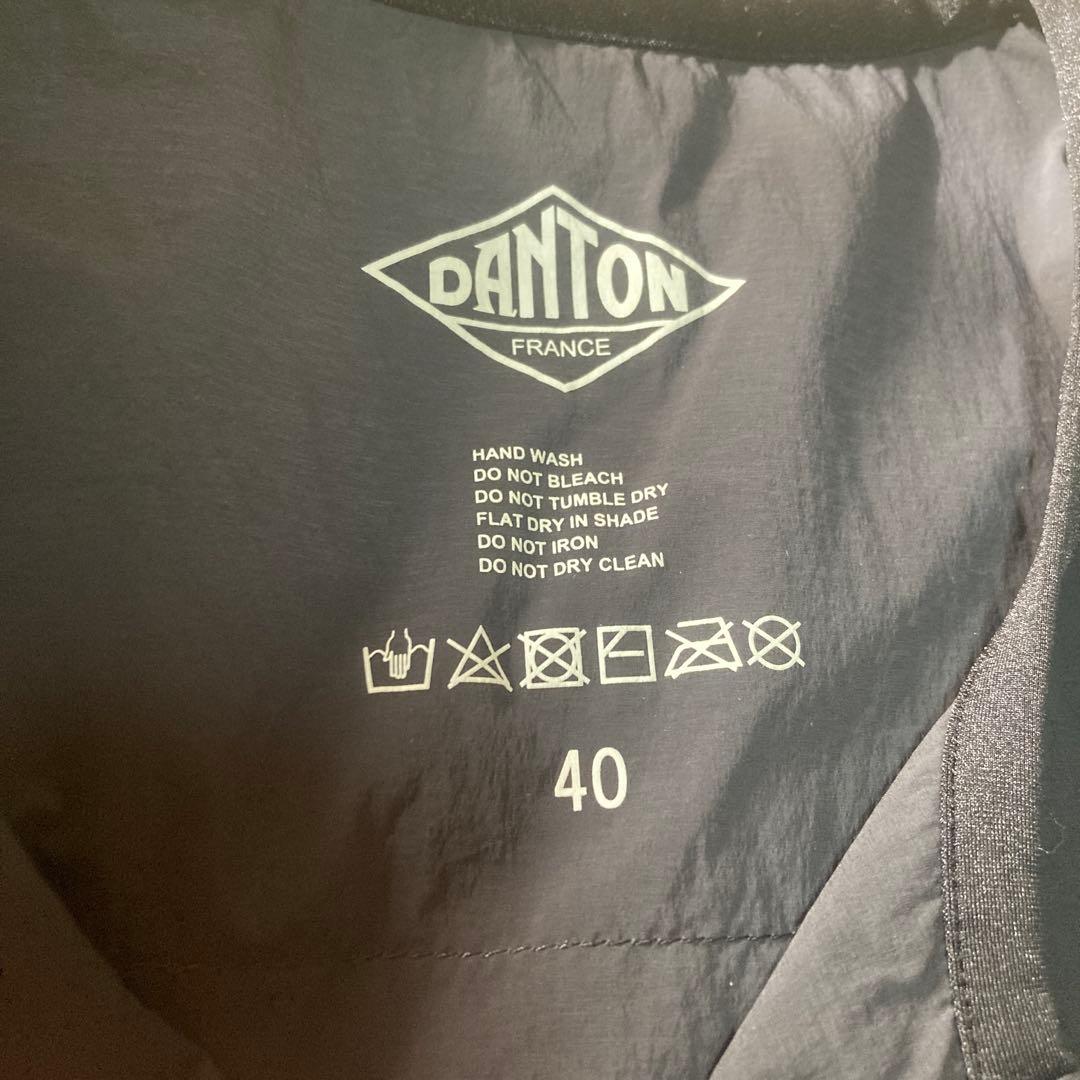 DANTON
FRANCE
HAND WASH
DO NOT BLEACH
DO NOT TUMBLE DRY
FLAT DRY IN SHADE
DO NOT IRON
DO NOT DRY CLEAN
40